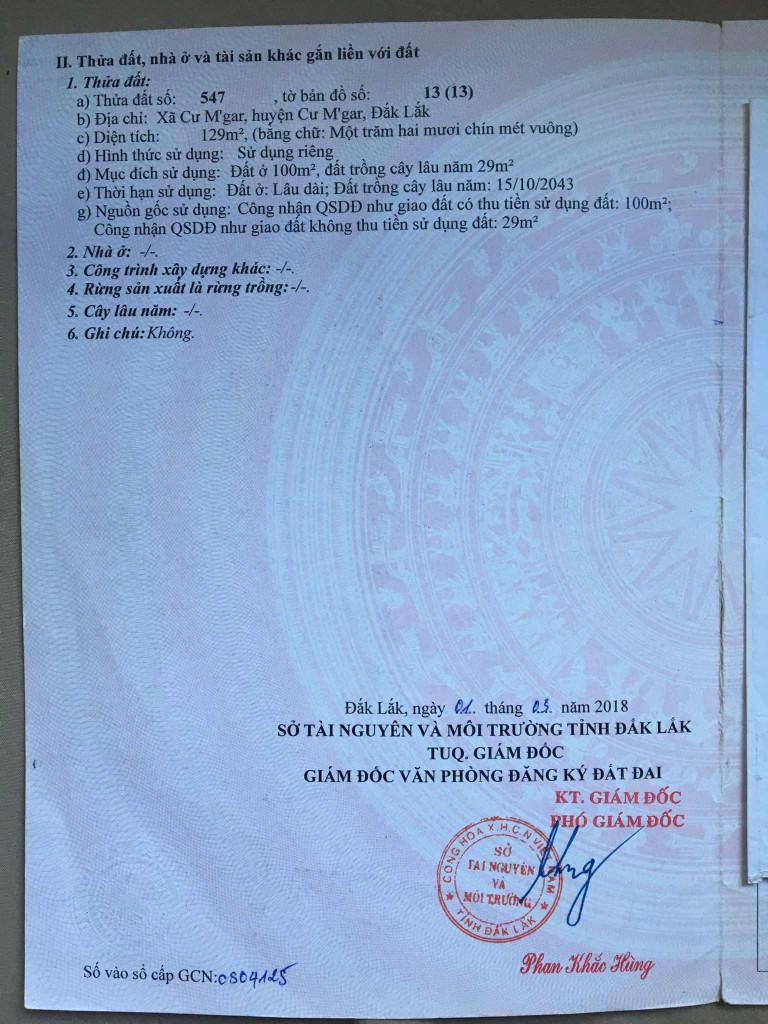 II. Thửa đất, nhà ở và tài sản khác gắn liền với đất
1. Thửa đất:
a) Thửa đất số: 547 , tờ bản đồ số: 13 (13)
b) Địa chỉ: Xã Cư M'gar, huyện Cư M'gar, Đắk Lắk
c) Diện tích: 129m², (bằng chữ: Một trăm hai mươi chín mét vuông)
d) Hình thức sử dụng: Sử dụng riêng
đ) Mục đích sử dụng: Đất ở 100m², đất trồng cây lâu năm 29m²
e) Thời hạn sử dụng: Đất ở: Lâu dài; Đất trồng cây lâu năm: 15/10/2043
g) Nguồn gốc sử dụng: Công nhận QSDĐ như giao đất có thu tiền sử dụng đất: 100m²;
Công nhận QSDĐ như giao đất không thu tiền sử dụng đất: 29m²
2. Nhà ở: -/-.
3. Công trình xây dựng khác: -/-.
4. Rừng sản xuất là rừng trồng: -/-.
5. Cây lâu năm: -/-.
6. Ghi chú: Không.
Đắk Lắk, ngày 01 tháng 03 năm 2018
SỞ TÀI NGUYÊN VÀ MÔI TRƯỜNG TỈNH ĐẮK LẮK
TUQ. GIÁM ĐỐC
GIÁM ĐỐC VĂN PHÒNG ĐĂNG KÝ ĐẤT ĐAI
KT. GIÁM ĐỐC
PHÓ GIÁM ĐỐC
CỘNG HÒA X.H.C.N VIỆT NAM
SỞ
TÀI NGUYÊN
VÀ
MÔI TRƯỜNG
TỈNH ĐẮK LẮK
Phan Khắc Hùng
Số vào sổ cấp GCN: CS04125